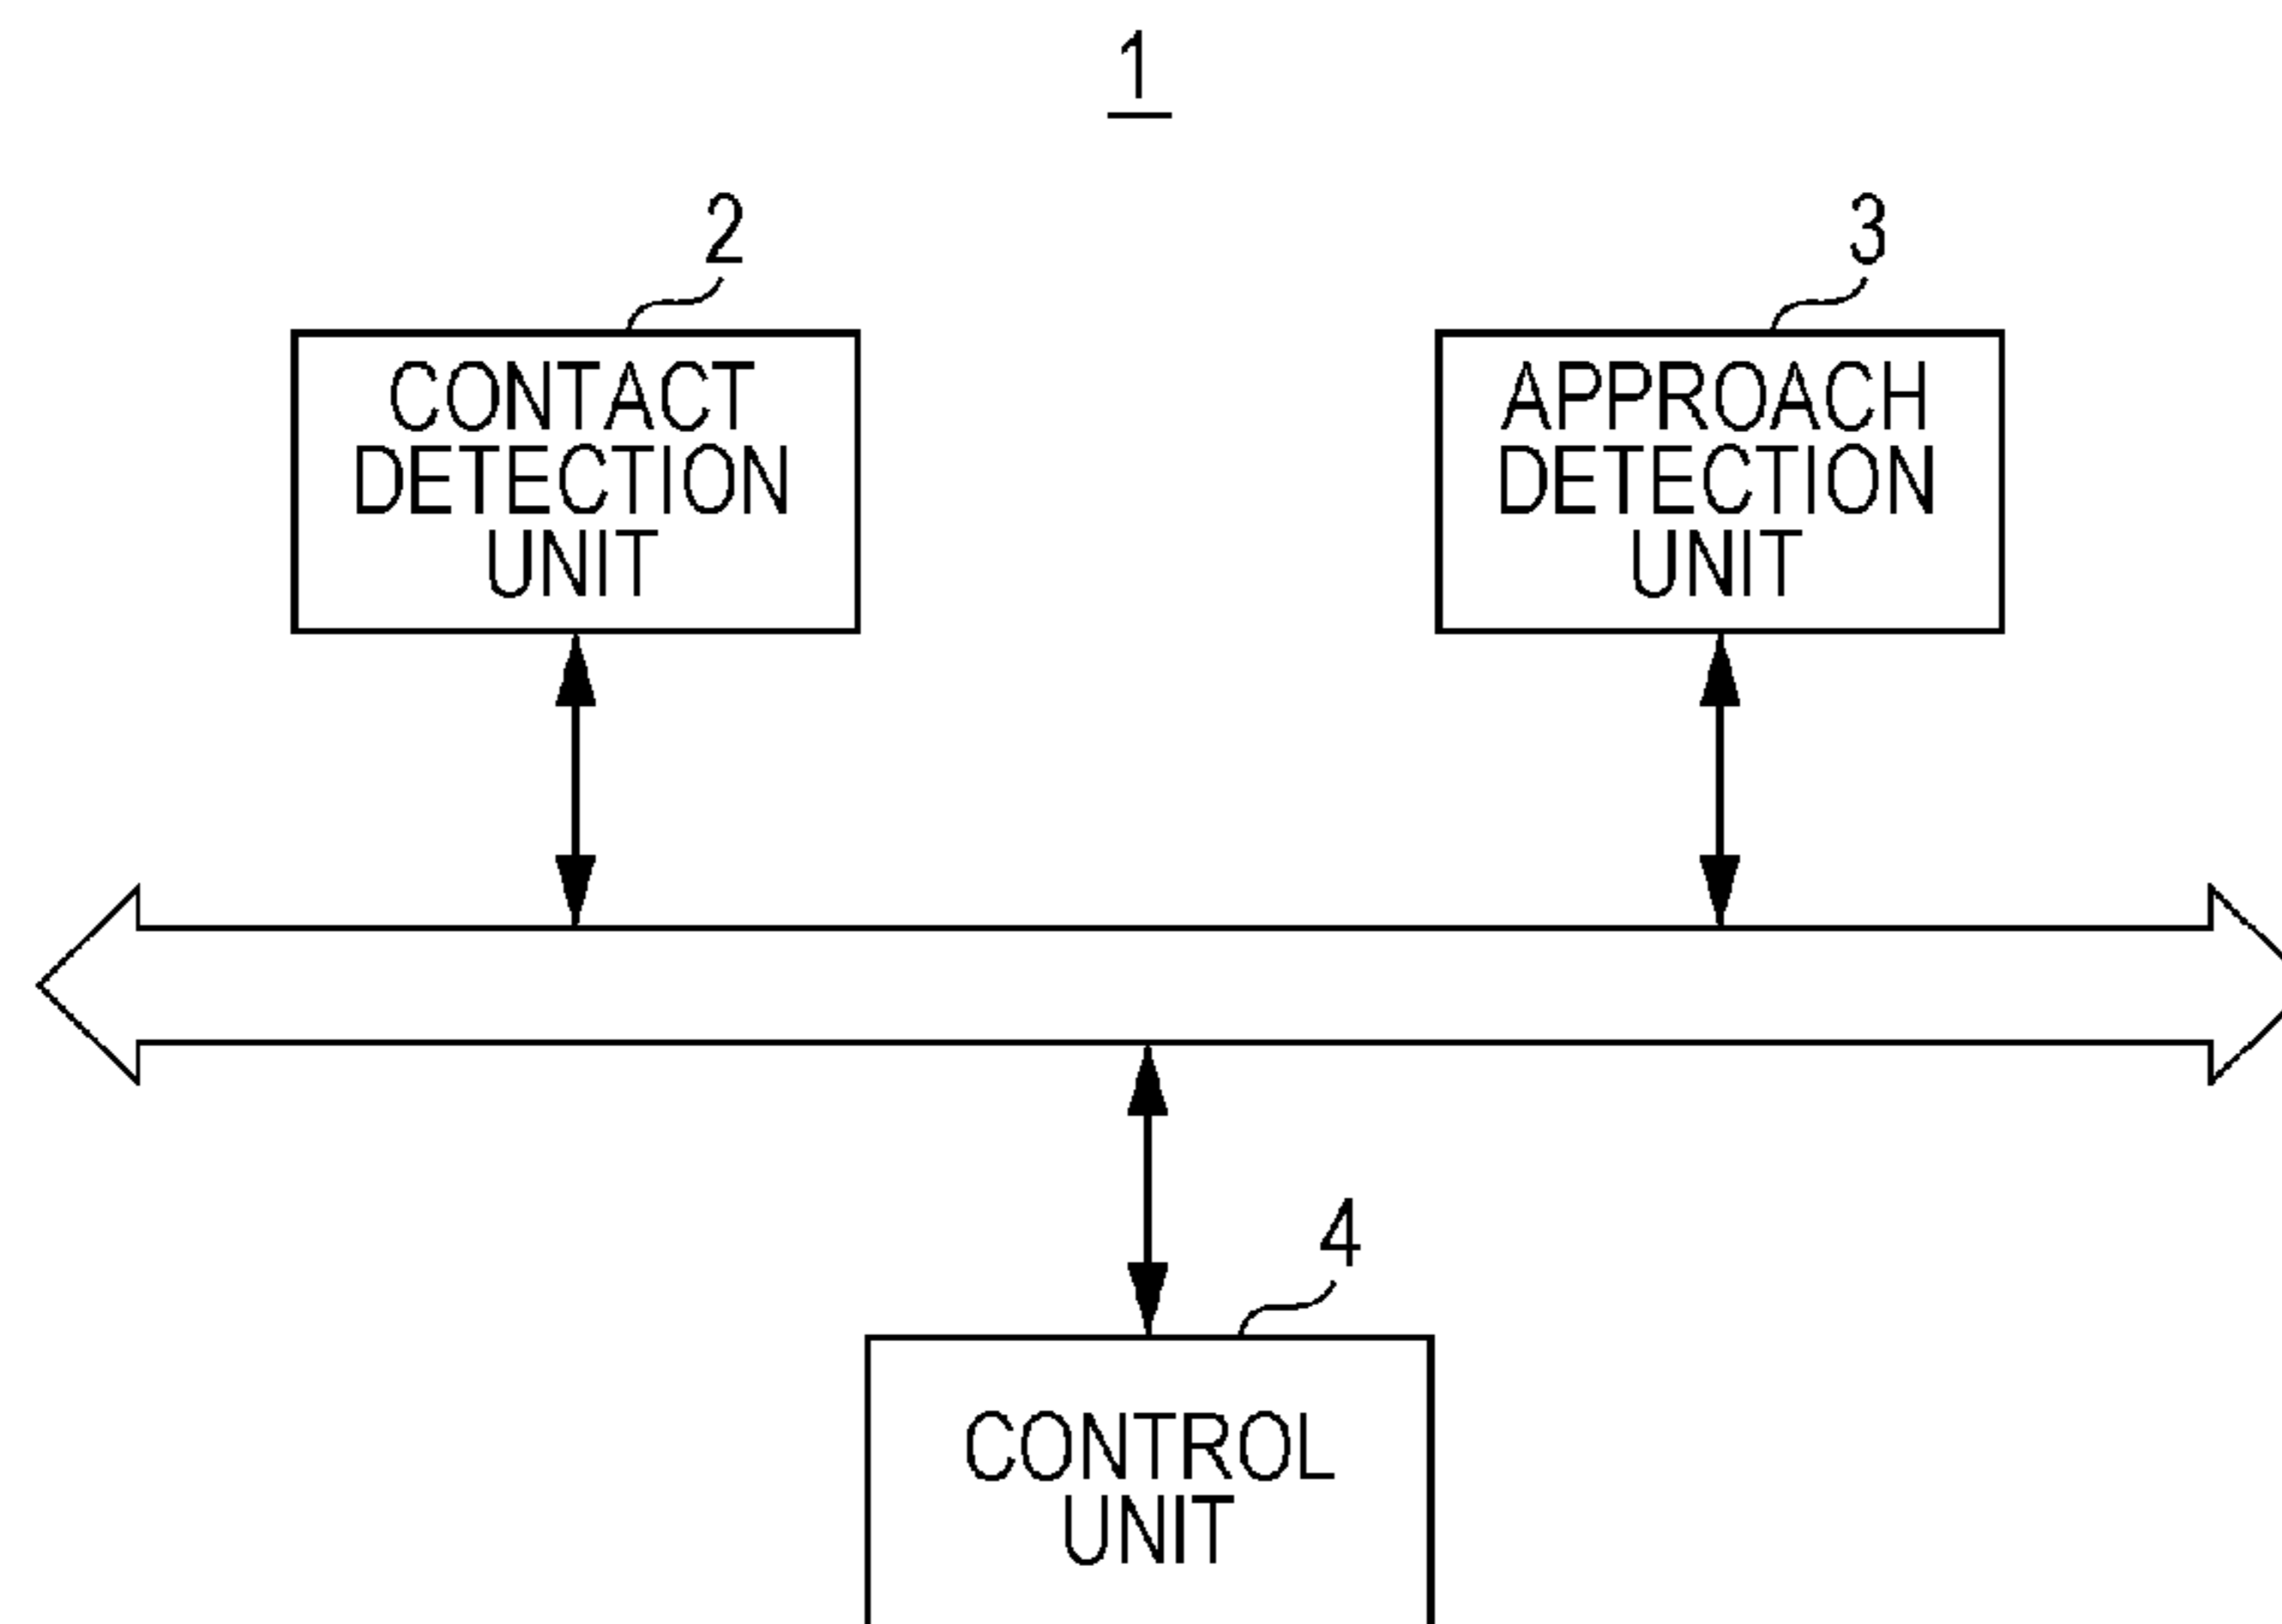 1
2
3
CONTACT
DETECTION
UNIT
APPROACH
DETECTION
UNIT
4
CONTROL
UNIT